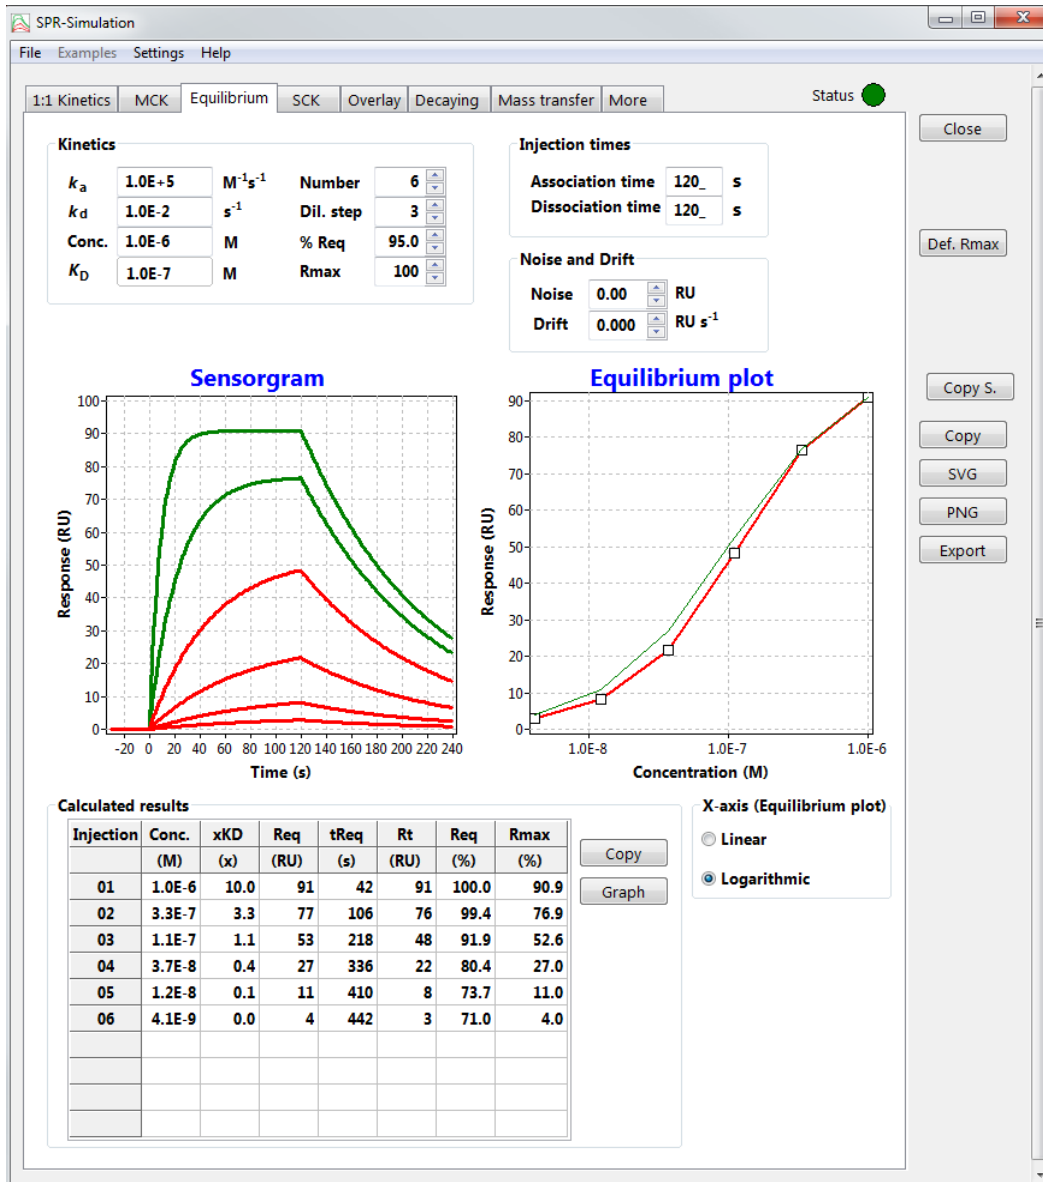 SPR-Simulation
File Examples Settings Help
1:1 Kinetics MCK Equilibrium SCK Overlay Decaying Mass transfer More Status
Close
Kinetics
ka 1.0E+5 M-1s-1 Number 6
kd 1.0E-2 s-1 Dil. step 3
Conc. 1.0E-6 M % Req 95.0
KD 1.0E-7 M Rmax 100
Injection times
Association time 120_ s
Dissociation time 120_ s
Def. Rmax
Noise and Drift
Noise 0.00 RU
Drift 0.000 RU s-1
Sensorgram
100
90
80
70
60
50
40
30
20
10
0
Response (RU)
-20 0 20 40 60 80 100 120 140 160 180 200 220 240
Time (s)
Equilibrium plot
90
80
70
60
50
40
30
20
10
0
Response (RU)
1.0E-8 1.0E-7 1.0E-6
Concentration (M)
Copy S.
Copy
SVG
PNG
Export
Calculated results
Injection Conc. xKD Req tReq Rt Req Rmax
(M) (x) (RU) (s) (RU) (%) (%)
01 1.0E-6 10.0 91 42 91 100.0 90.9
02 3.3E-7 3.3 77 106 76 99.4 76.9
03 1.1E-7 1.1 53 218 48 91.9 52.6
04 3.7E-8 0.4 27 336 22 80.4 27.0
05 1.2E-8 0.1 11 410 8 73.7 11.0
06 4.1E-9 0.0 4 442 3 71.0 4.0
Copy
Graph
X-axis (Equilibrium plot)
Linear
Logarithmic